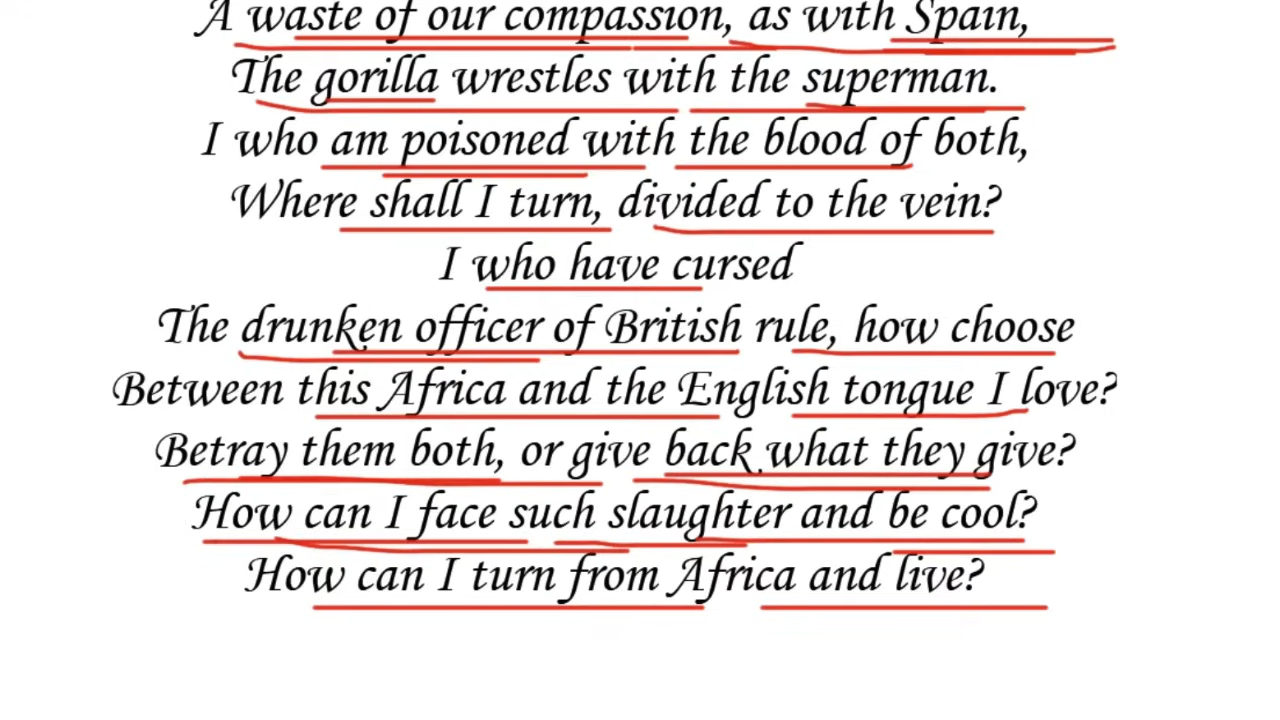 A waste of our compassion, as with Spain,
The gorilla wrestles with the superman.
I who am poisoned with the blood of both,
Where shall I turn, divided to the vein?
I who have cursed
The drunken officer of British rule, how choose
Between this Africa and the English tongue I love?
Betray them both, or give back what they give?
How can I face such slaughter and be cool?
How can I turn from Africa and live?